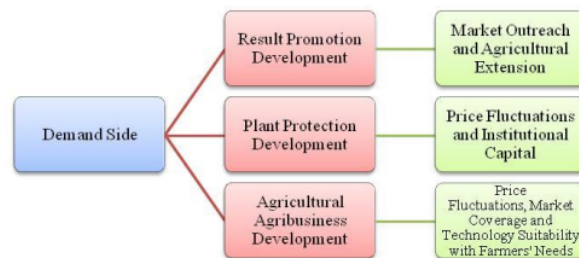 Result Promotion
Development
Market Outreach
and Agricultural
Extension
Demand Side
Plant Protection
Development
Price Fluctuations
and Institutional
Capital
Agricultural
Agribusiness
Development
Price
Fluctuations, Market
Coverage and
Technology Suitability
with Farmers' Needs